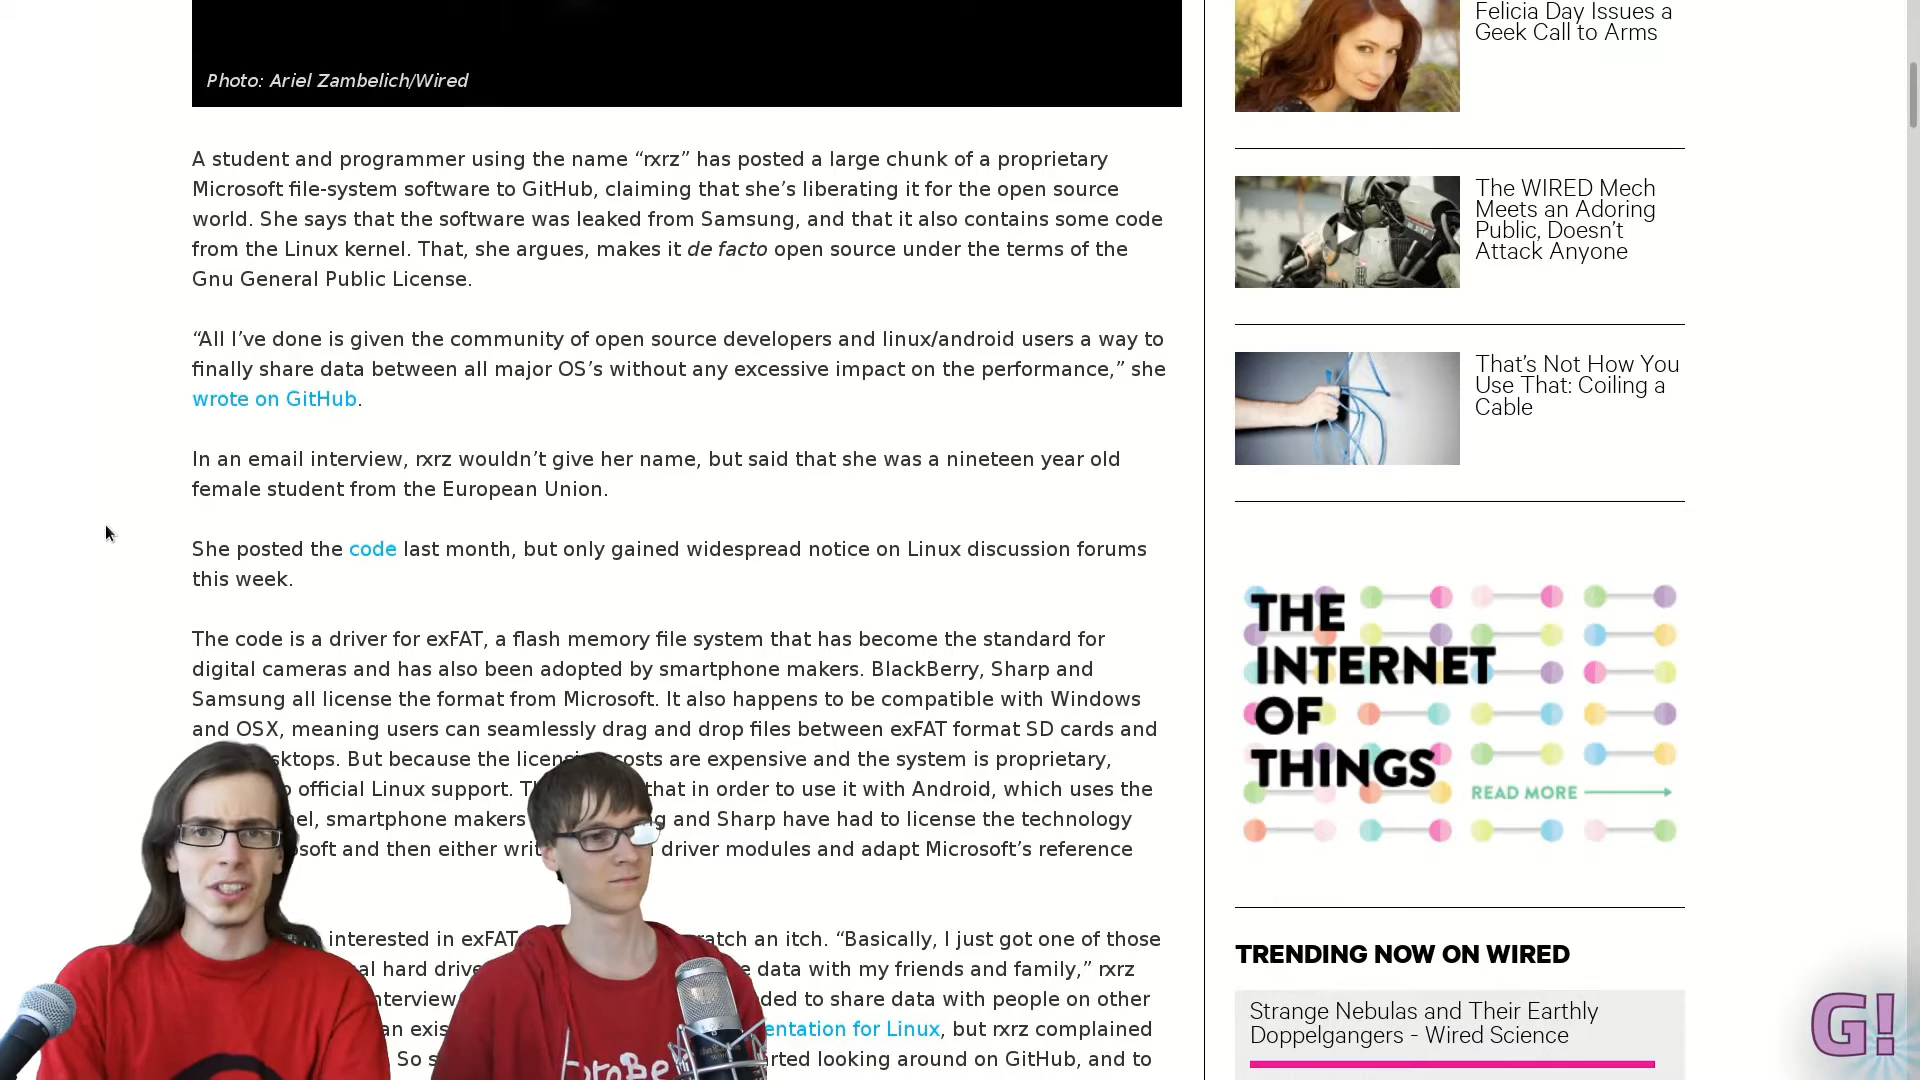 Photo: Ariel Zambelich/Wired
A student and programmer using the name “rxrz” has posted a large chunk of a proprietary
Microsoft file-system software to GitHub, claiming that she’s liberating it for the open source
world. She says that the software was leaked from Samsung, and that it also contains some code
from the Linux kernel. That, she argues, makes it de facto open source under the terms of the
Gnu General Public License.
“All I’ve done is given the community of open source developers and linux/android users a way to
finally share data between all major OS’s without any excessive impact on the performance,” she
wrote on GitHub.
In an email interview, rxrz wouldn’t give her name, but said that she was a nineteen year old
female student from the European Union.
She posted the code last month, but only gained widespread notice on Linux discussion forums
this week.
The code is a driver for exFAT, a flash memory file system that has become the standard for
digital cameras and has also been adopted by smartphone makers. BlackBerry, Sharp and
Samsung all license the format from Microsoft. It also happens to be compatible with Windows
and OSX, meaning users can seamlessly drag and drop files between exFAT format SD cards and
But because the costs are expensive and the system is proprietary,
official Linux support. that in order to use it with Android, which uses the
smartphone makers and Sharp have had to license the technology
and then either driver modules and adapt Microsoft’s reference
interested in exFAT an itch. “Basically, I just got one of those
hard data with my friends and family,” rxrz
to share data with people on other
an for Linux, but rxrz complained
So looking around on GitHub, and to
Felicia Day Issues a
Geek Call to Arms
The WIRED Mech
Meets an Adoring
Public, Doesn’t
Attack Anyone
That’s Not How You
Use That: Coiling a
Cable
THE
INTERNET
OF
THINGS
READ MORE
TRENDING NOW ON WIRED
Strange Nebulas and Their Earthly
Doppelgangers - Wired Science
G!